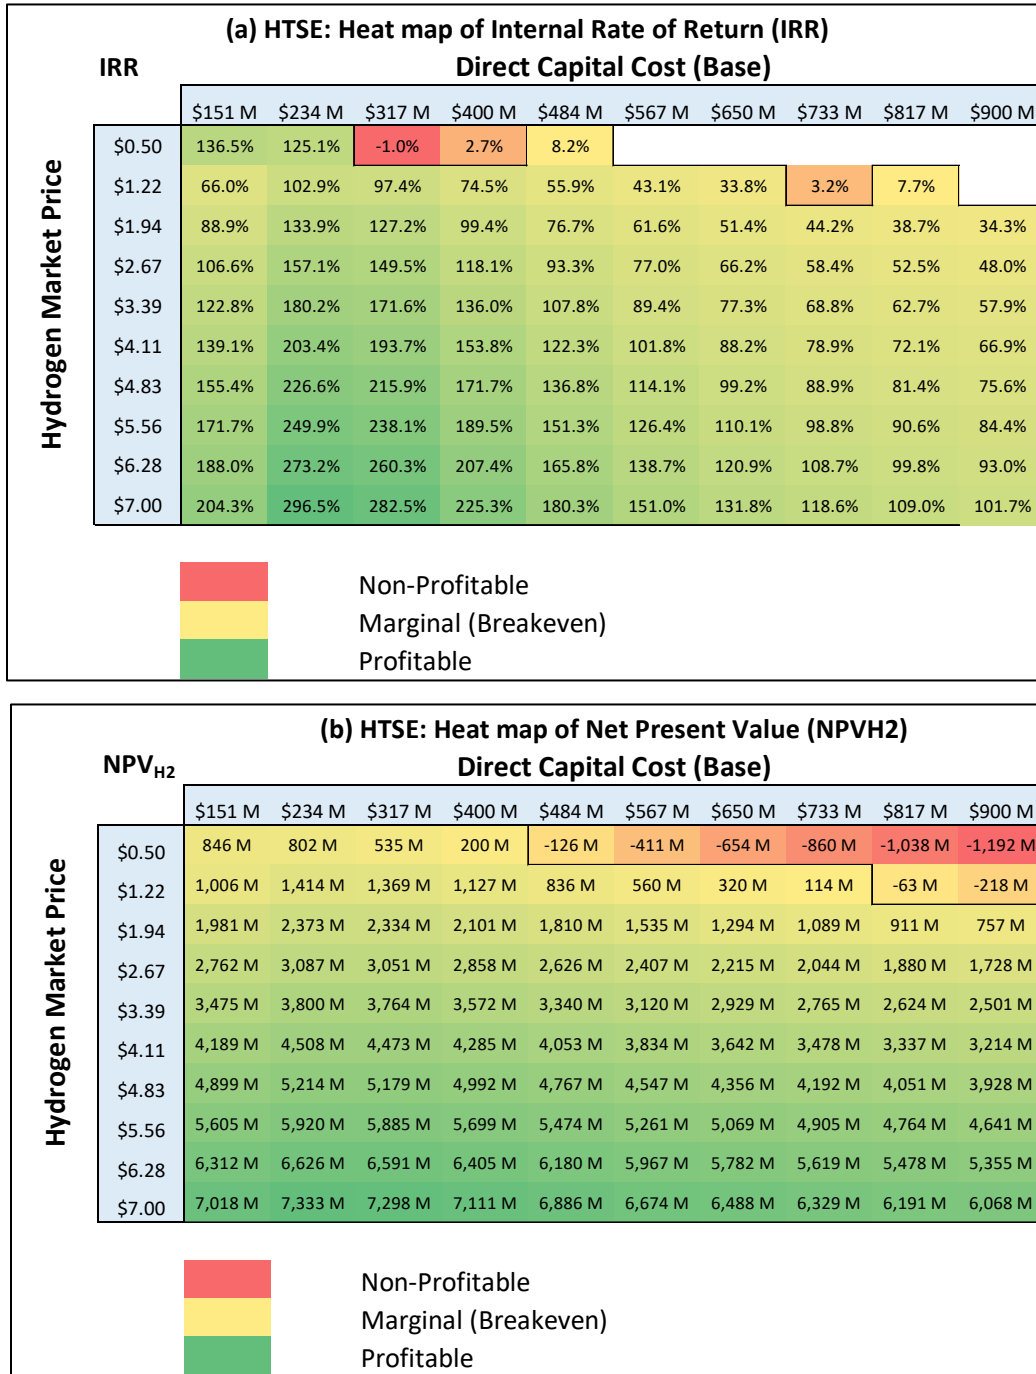 (a) HTSE: Heat map of Internal Rate of Return (IRR)
IRR Direct Capital Cost (Base)
$151 M $234 M $317 M $400 M $484 M $567 M $650 M $733 M $817 M $900 M
Hydrogen Market Price
$0.50 136.5% 125.1% -1.0% 2.7% 8.2%
$1.22 66.0% 102.9% 97.4% 74.5% 55.9% 43.1% 33.8% 3.2% 7.7%
$1.94 88.9% 133.9% 127.2% 99.4% 76.7% 61.6% 51.4% 44.2% 38.7% 34.3%
$2.67 106.6% 157.1% 149.5% 118.1% 93.3% 77.0% 66.2% 58.4% 52.5% 48.0%
$3.39 122.8% 180.2% 171.6% 136.0% 107.8% 89.4% 77.3% 68.8% 62.7% 57.9%
$4.11 139.1% 203.4% 193.7% 153.8% 122.3% 101.8% 88.2% 78.9% 72.1% 66.9%
$4.83 155.4% 226.6% 215.9% 171.7% 136.8% 114.1% 99.2% 88.9% 81.4% 75.6%
$5.56 171.7% 249.9% 238.1% 189.5% 151.3% 126.4% 110.1% 98.8% 90.6% 84.4%
$6.28 188.0% 273.2% 260.3% 207.4% 165.8% 138.7% 120.9% 108.7% 99.8% 93.0%
$7.00 204.3% 296.5% 282.5% 225.3% 180.3% 151.0% 131.8% 118.6% 109.0% 101.7%
Non-Profitable
Marginal (Breakeven)
Profitable
(b) HTSE: Heat map of Net Present Value (NPVH2)
NPVH2 Direct Capital Cost (Base)
$151 M $234 M $317 M $400 M $484 M $567 M $650 M $733 M $817 M $900 M
Hydrogen Market Price
$0.50 846 M 802 M 535 M 200 M -126 M -411 M -654 M -860 M -1,038 M -1,192 M
$1.22 1,006 M 1,414 M 1,369 M 1,127 M 836 M 560 M 320 M 114 M -63 M -218 M
$1.94 1,981 M 2,373 M 2,334 M 2,101 M 1,810 M 1,535 M 1,294 M 1,089 M 911 M 757 M
$2.67 2,762 M 3,087 M 3,051 M 2,858 M 2,626 M 2,407 M 2,215 M 2,044 M 1,880 M 1,728 M
$3.39 3,475 M 3,800 M 3,764 M 3,572 M 3,340 M 3,120 M 2,929 M 2,765 M 2,624 M 2,501 M
$4.11 4,189 M 4,508 M 4,473 M 4,285 M 4,053 M 3,834 M 3,642 M 3,478 M 3,337 M 3,214 M
$4.83 4,899 M 5,214 M 5,179 M 4,992 M 4,767 M 4,547 M 4,356 M 4,192 M 4,051 M 3,928 M
$5.56 5,605 M 5,920 M 5,885 M 5,699 M 5,474 M 5,261 M 5,069 M 4,905 M 4,764 M 4,641 M
$6.28 6,312 M 6,626 M 6,591 M 6,405 M 6,180 M 5,967 M 5,782 M 5,619 M 5,478 M 5,355 M
$7.00 7,018 M 7,333 M 7,298 M 7,111 M 6,886 M 6,674 M 6,488 M 6,329 M 6,191 M 6,068 M
Non-Profitable
Marginal (Breakeven)
Profitable